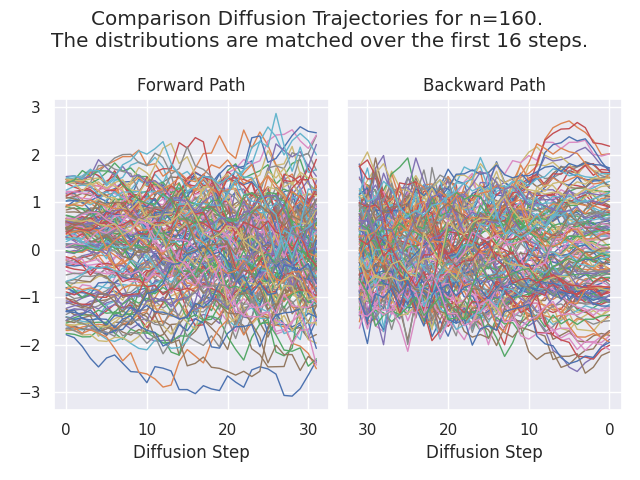 Comparison Diffusion Trajectories for n=160.
The distributions are matched over the first 16 steps.
Forward Path
Backward Path
3
2
1
0
−1
−2
−3
0 10 20 30
30 20 10 0
Diffusion Step
Diffusion Step